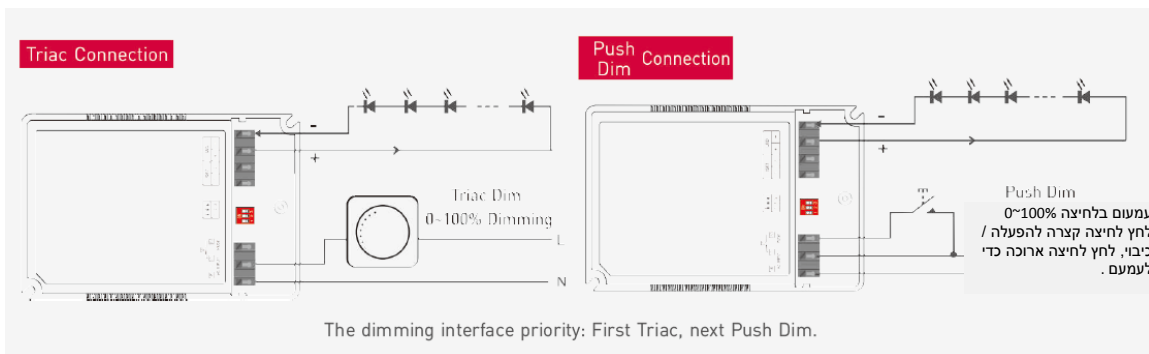 Triac Connection
Push Dim Connection
-
+
Triac Dim
0~100% Dimming
L
N
-
+
Push Dim
עמעום בלחיצה 0~100%
לחץ לחיצה קצרה להפעלה /
כיבוי, לחץ לחיצה ארוכה כדי
לעמעם .
The dimming interface priority: First Triac, next Push Dim.